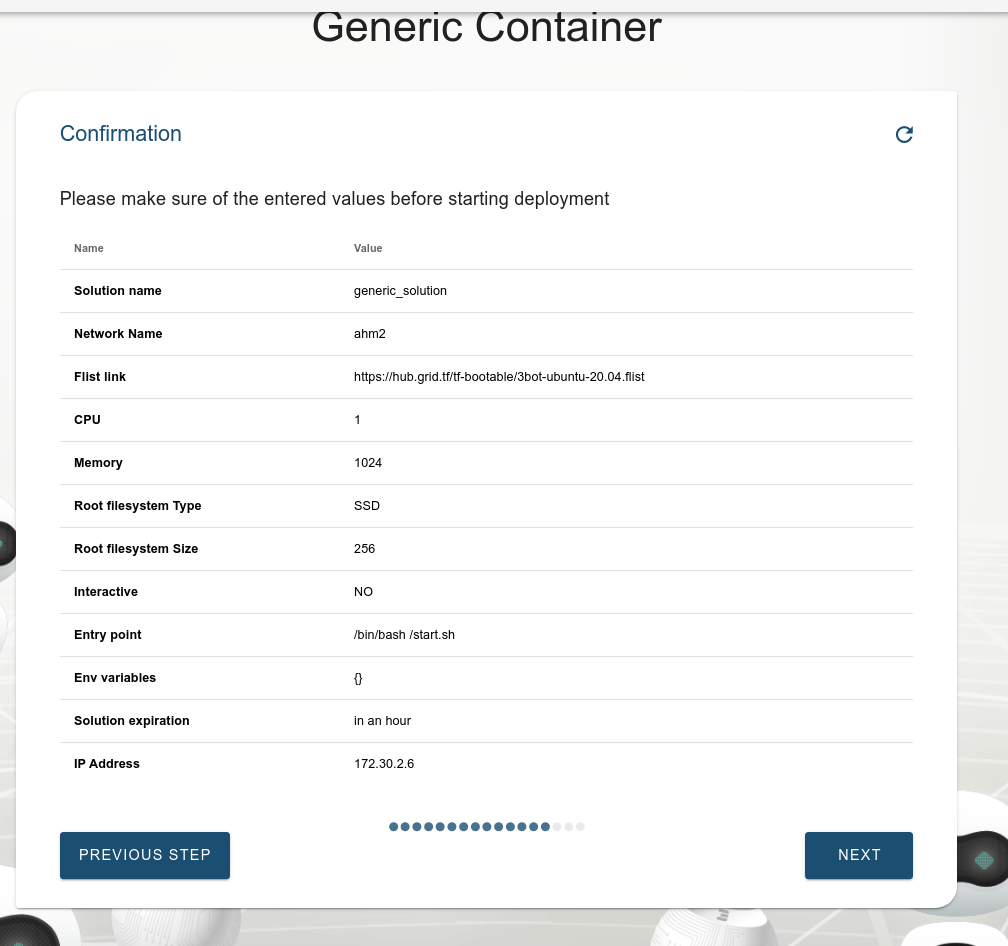 Generic Container
Confirmation
Please make sure of the entered values before starting deployment
Name Value
Solution name generic_solution
Network Name ahm2
Flist link https://hub.grid.tf/tf-bootable/3bot-ubuntu-20.04.flist
CPU 1
Memory 1024
Root filesystem Type SSD
Root filesystem Size 256
Interactive NO
Entry point /bin/bash /start.sh
Env variables {}
Solution expiration in an hour
IP Address 172.30.2.6
PREVIOUS STEP NEXT